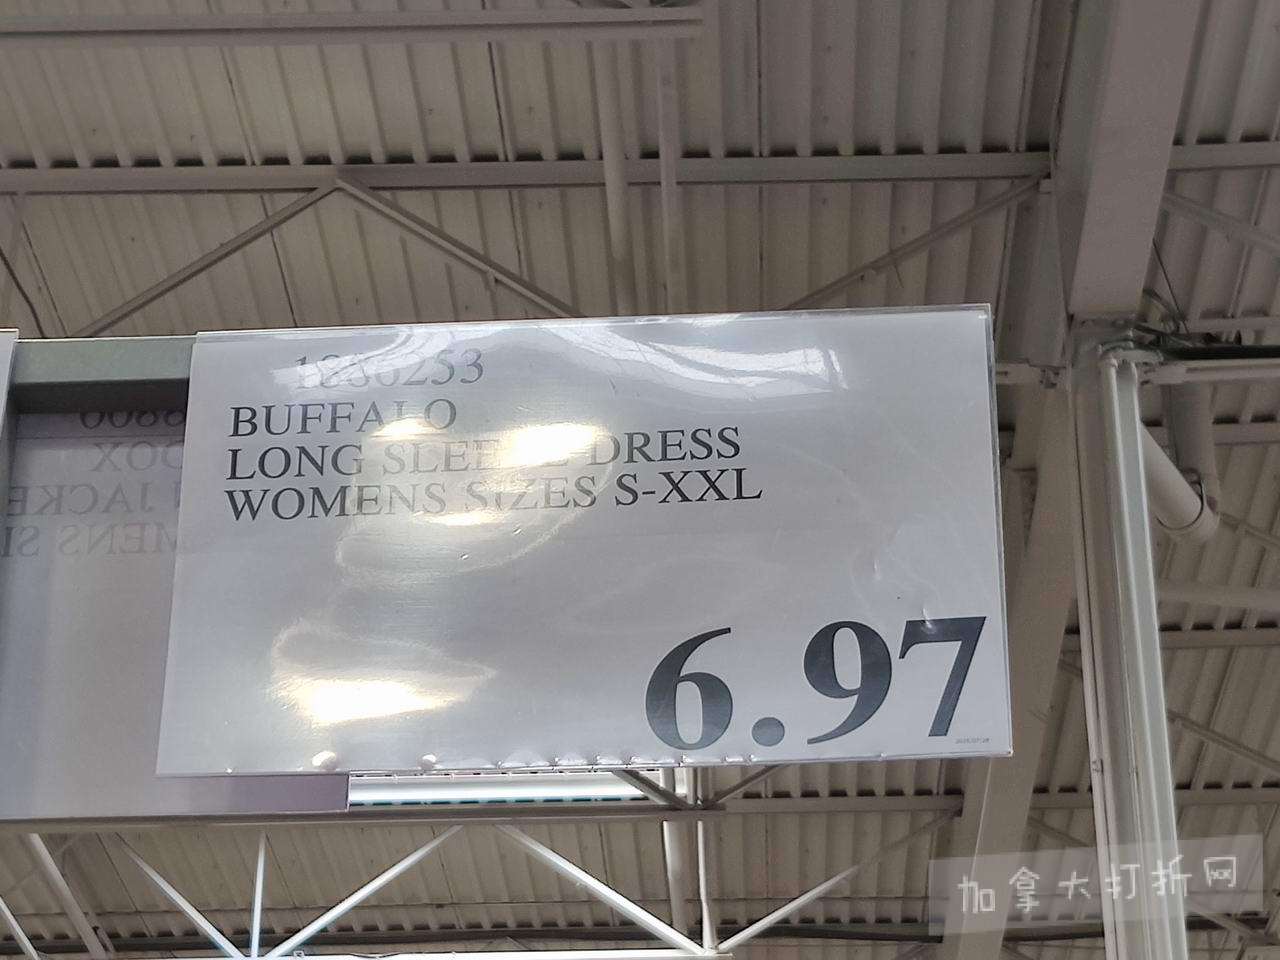 BUFFALO
LONG SLEEVE DRESS
WOMENS SIZES S-XXL
6.97
加拿大打折网